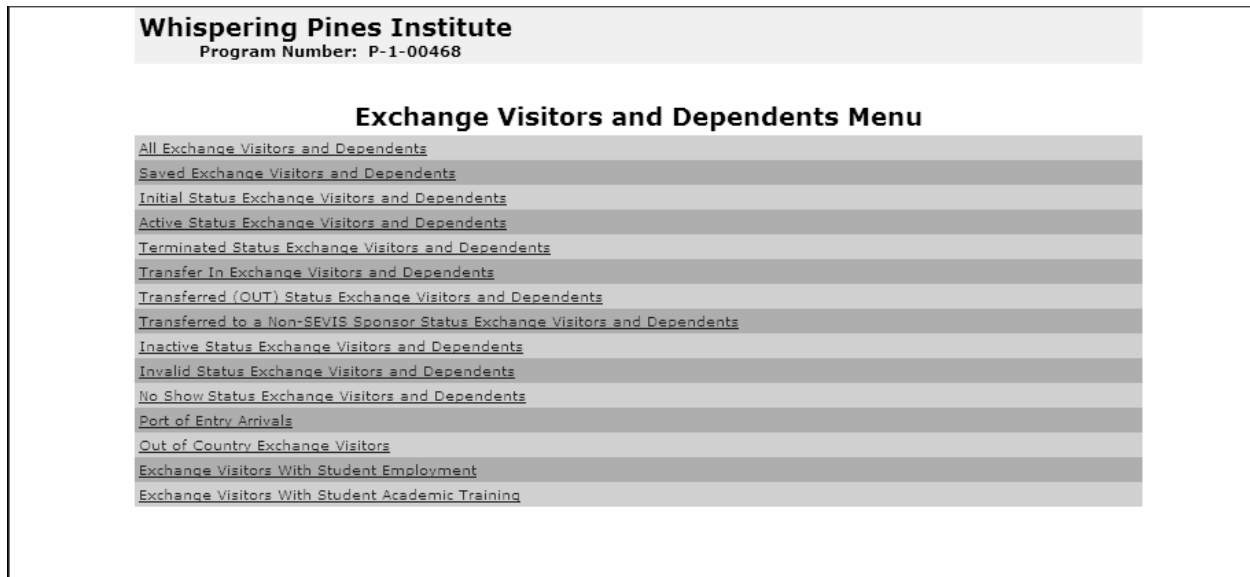 Whispering Pines Institute
Program Number: P-1-00468
Exchange Visitors and Dependents Menu
All Exchange Visitors and Dependents
Saved Exchange Visitors and Dependents
Initial Status Exchange Visitors and Dependents
Active Status Exchange Visitors and Dependents
Terminated Status Exchange Visitors and Dependents
Transfer In Exchange Visitors and Dependents
Transferred (OUT) Status Exchange Visitors and Dependents
Transferred to a Non-SEVIS Sponsor Status Exchange Visitors and Dependents
Inactive Status Exchange Visitors and Dependents
Invalid Status Exchange Visitors and Dependents
No Show Status Exchange Visitors and Dependents
Port of Entry Arrivals
Out of Country Exchange Visitors
Exchange Visitors With Student Employment
Exchange Visitors With Student Academic Training